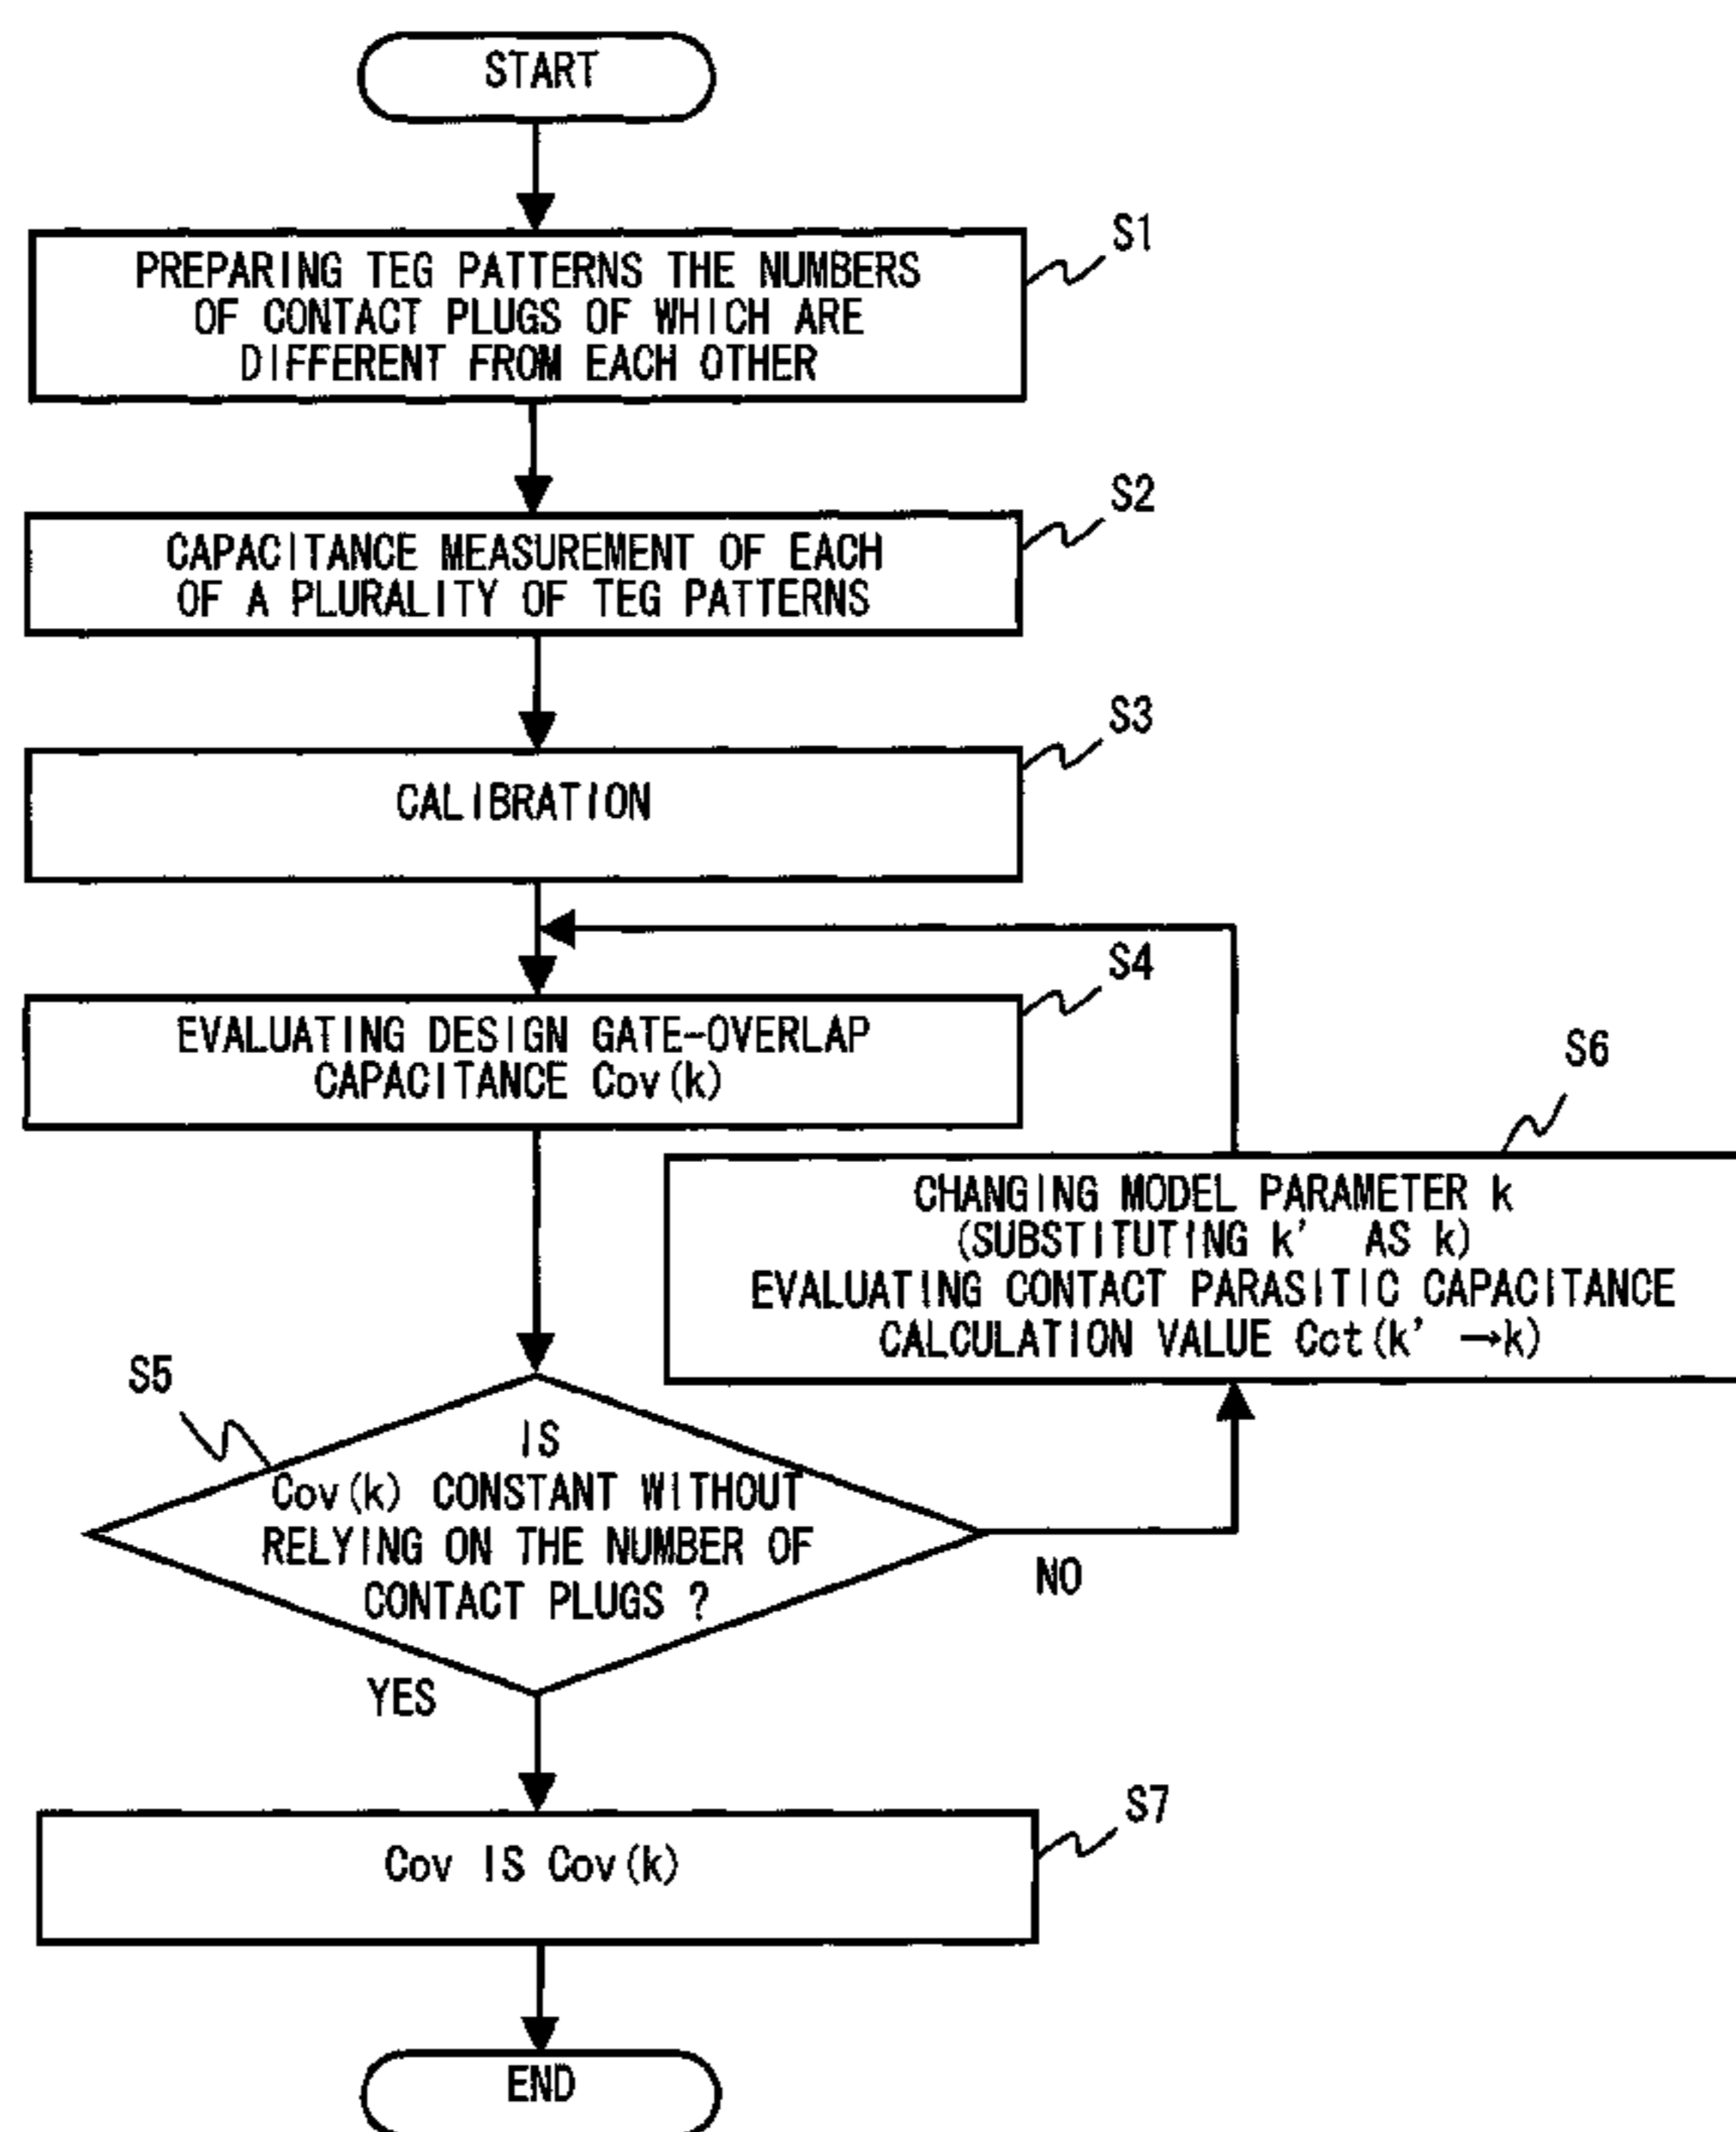 START
S1
PREPARING TEG PATTERNS THE NUMBERS
OF CONTACT PLUGS OF WHICH ARE
DIFFERENT FROM EACH OTHER
S2
CAPACITANCE MEASUREMENT OF EACH
OF A PLURALITY OF TEG PATTERNS
S3
CALIBRATION
S4
EVALUATING DESIGN GATE-OVERLAP
CAPACITANCE Cov(k)
S6
CHANGING MODEL PARAMETER k
(SUBSTITUTING k' AS k)
EVALUATING CONTACT PARASITIC CAPACITANCE
CALCULATION VALUE Cct(k' →k)
S5
IS
Cov(k) CONSTANT WITHOUT
RELYING ON THE NUMBER OF
CONTACT PLUGS ?
NO
YES
S7
Cov IS Cov(k)
END